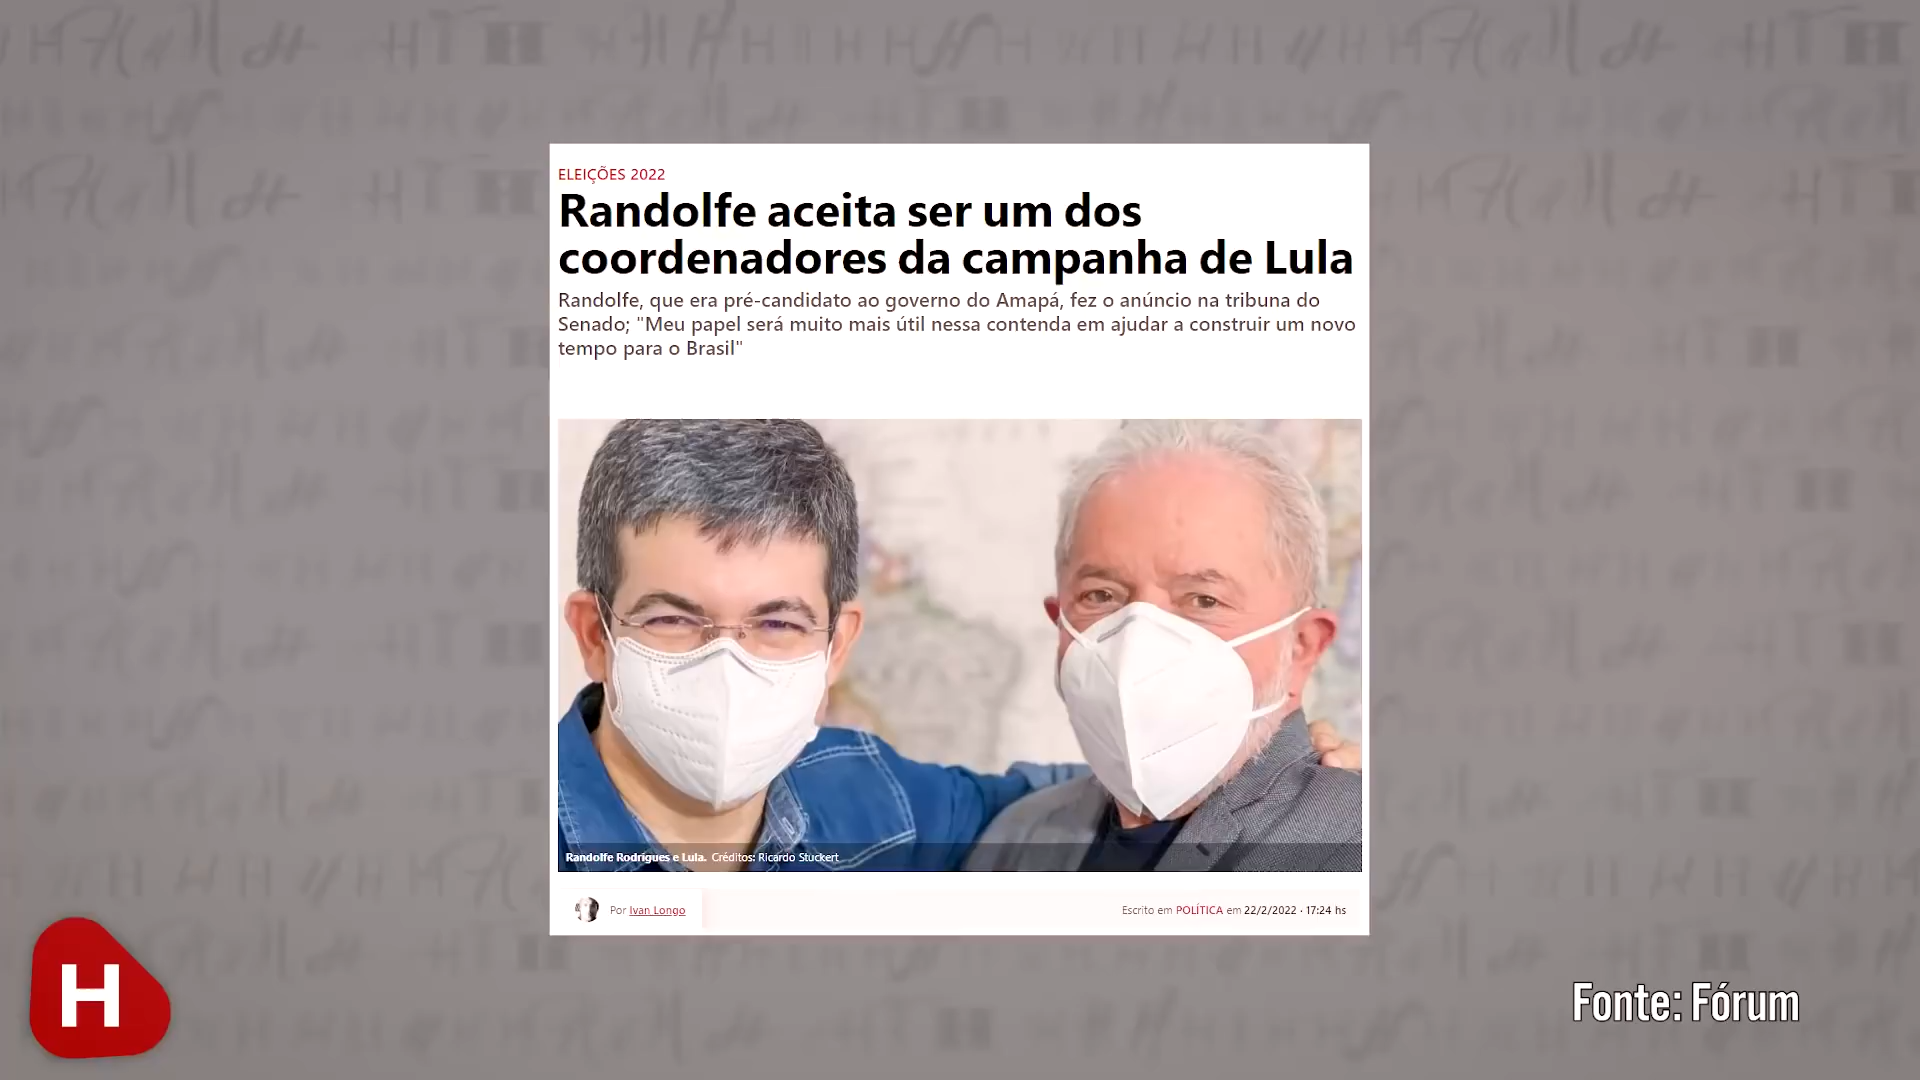 ELEIÇÕES 2022
Randolfe aceita ser um dos
coordenadores da campanha de Lula
Randolfe, que era pré-candidato ao governo do Amapá, fez o anúncio na tribuna do
Senado; "Meu papel será muito mais útil nessa contenda em ajudar a construir um novo
tempo para o Brasil"
Randolfe Rodrigues e Lula. Créditos: Ricardo Stuckert
Por Ivan Longo
Escrito em POLÍTICA em 22/2/2022 · 17:24 hs
H
Fonte: Fórum